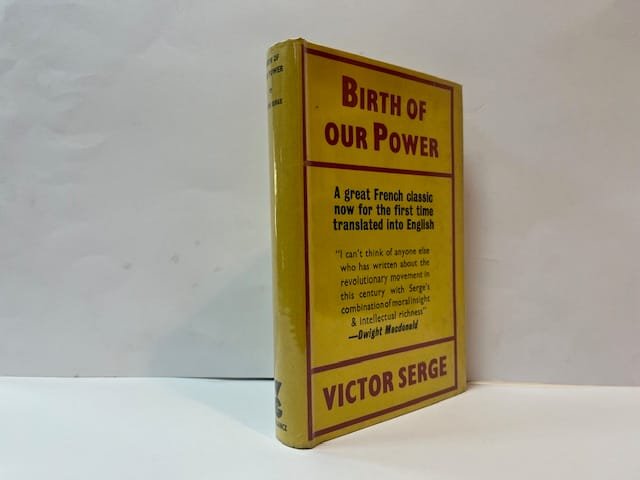 BIRTH OF
OUR POWER
A great French classic
now for the first time
translated into English
"I can't think of anyone else
who has written about the
revolutionary movement in
this century with Serge's
combination of moral insight
& intellectual richness"
—Dwight Macdonald
VICTOR SERGE
OF
POWER